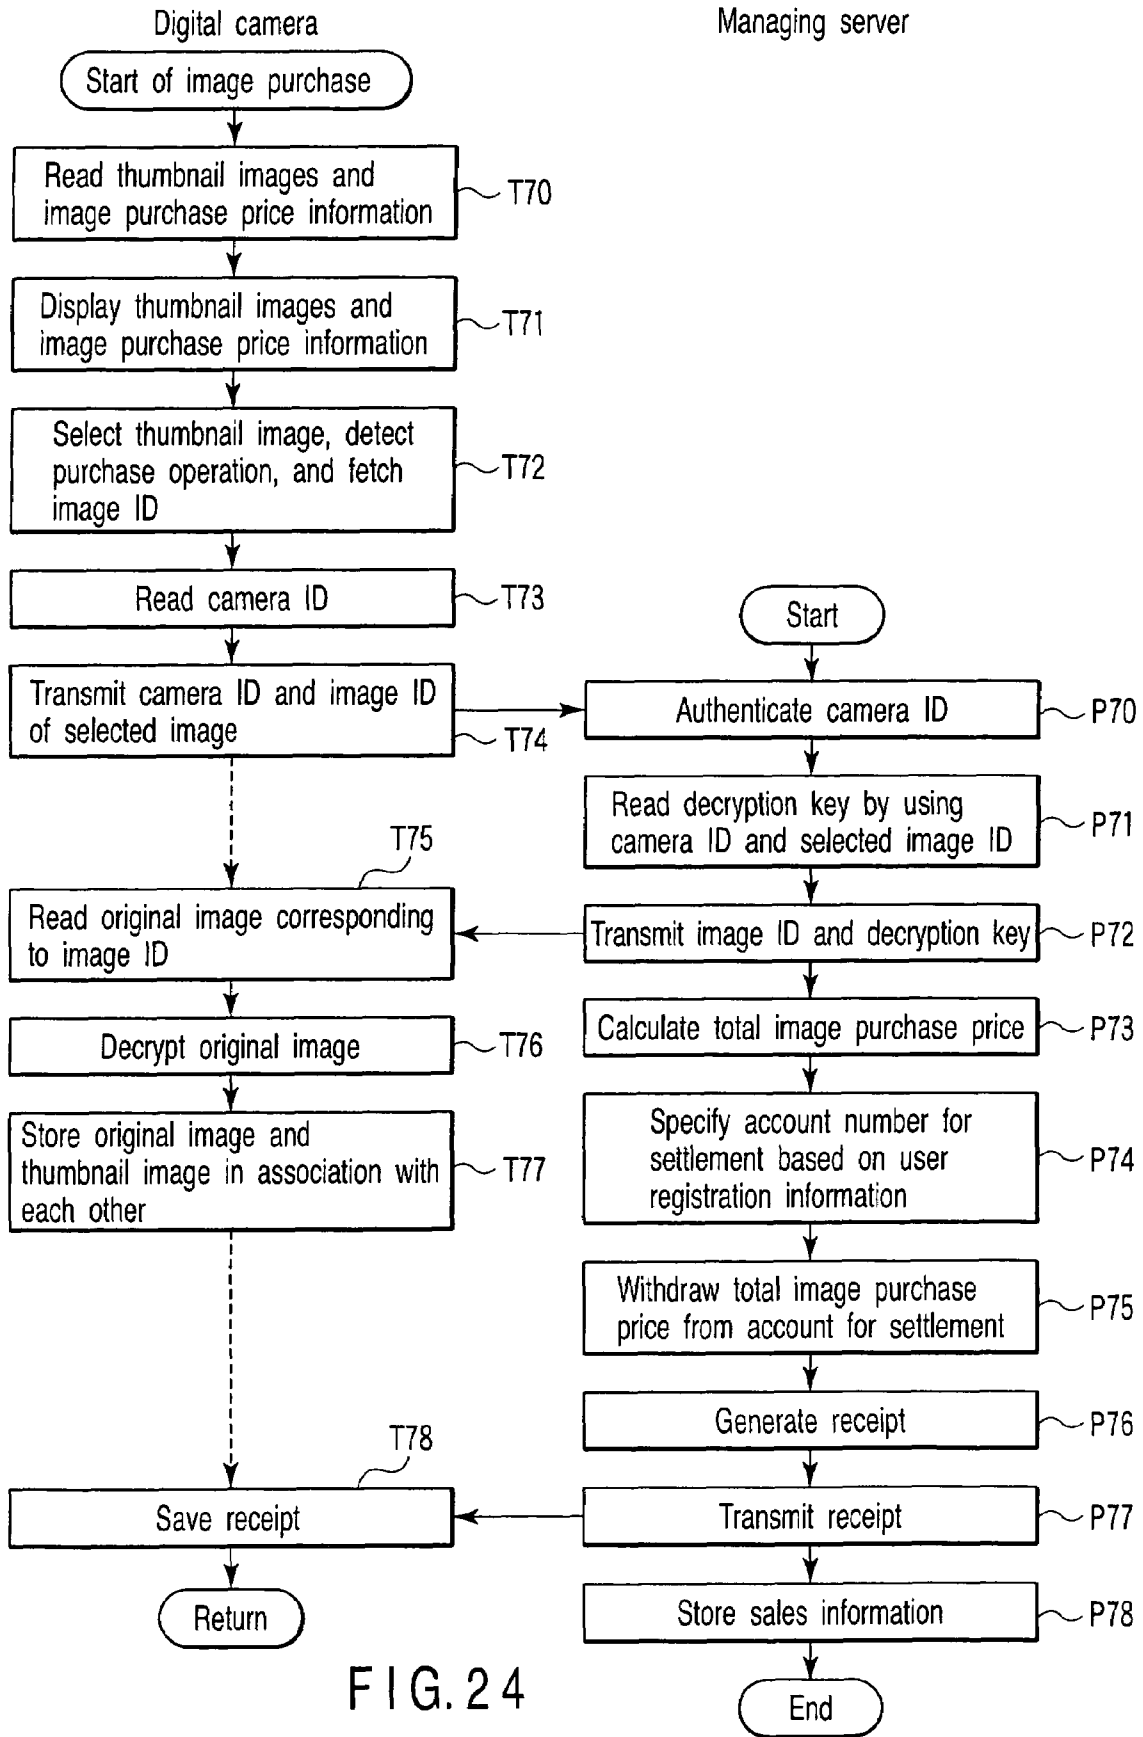 Digital camera
Managing server
Start of image purchase
Read thumbnail images and
image purchase price information
T70
Display thumbnail images and
image purchase price information
T71
Select thumbnail image, detect
purchase operation, and fetch
image ID
T72
Read camera ID
T73
Transmit camera ID and image ID
of selected image
T74
T75
Read original image corresponding
to image ID
Decrypt original image
T76
Store original image and
thumbnail image in association with
each other
T77
T78
Save receipt
Return
Start
Authenticate camera ID
P70
Read decryption key by using
camera ID and selected image ID
P71
Transmit image ID and decryption key
P72
Calculate total image purchase price
P73
Specify account number for
settlement based on user
registration information
P74
Withdraw total image purchase
price from account for settlement
P75
Generate receipt
P76
Transmit receipt
P77
Store sales information
P78
End
FIG.24